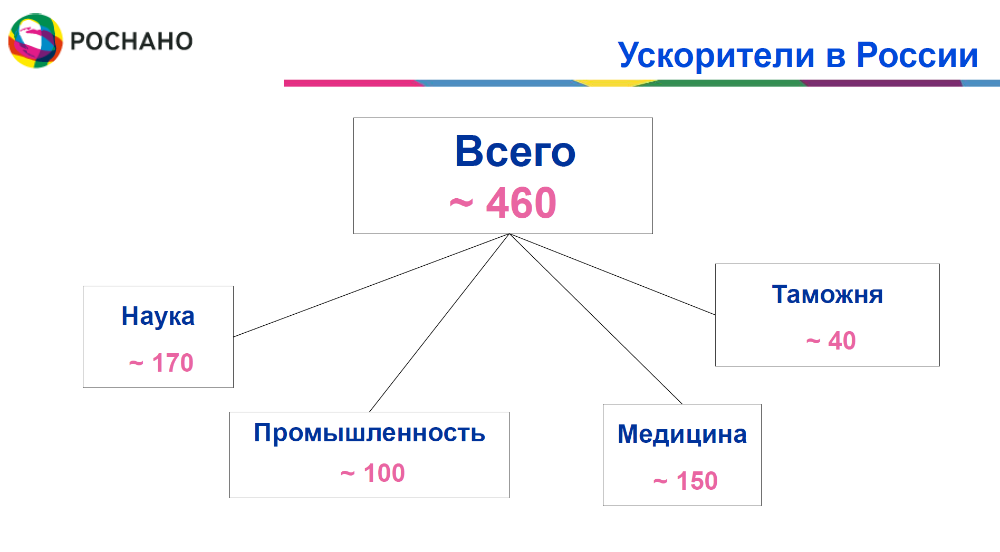 РОСНАНО
Ускорители в России
Всего
~ 460
Наука
~ 170
Промышленность
~ 100
Медицина
~ 150
Таможня
~ 40